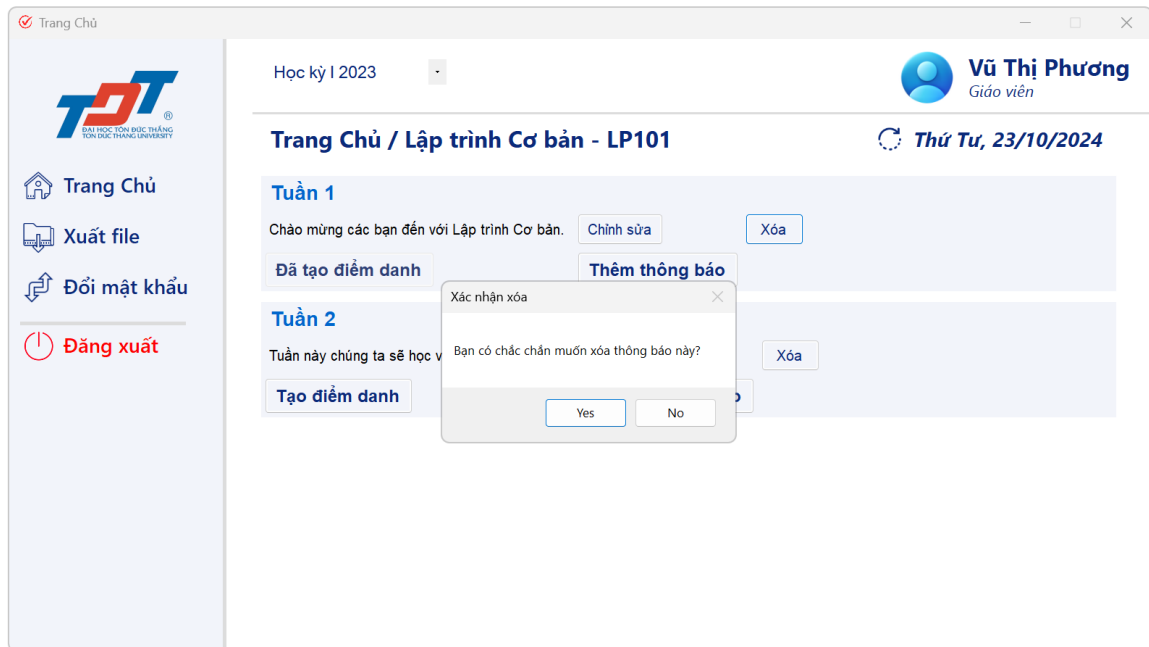 Trang Chủ
TDT
®
ĐẠI HỌC TÔN ĐỨC THẮNG
TON DUC THANG UNIVERSITY
Trang Chủ
Xuất file
Đổi mật khẩu
Đăng xuất
Học kỳ I 2023
Vũ Thị Phương
Giáo viên
Trang Chủ / Lập trình Cơ bản - LP101
Thứ Tư, 23/10/2024
Tuần 1
Chào mừng các bạn đến với Lập trình Cơ bản. Chỉnh sửa Xóa
Đã tạo điểm danh Thêm thông báo
Tuần 2
Tuần này chúng ta sẽ học Xóa
Tạo điểm danh
Xác nhận xóa
Bạn có chắc chắn muốn xóa thông báo này?
Yes No